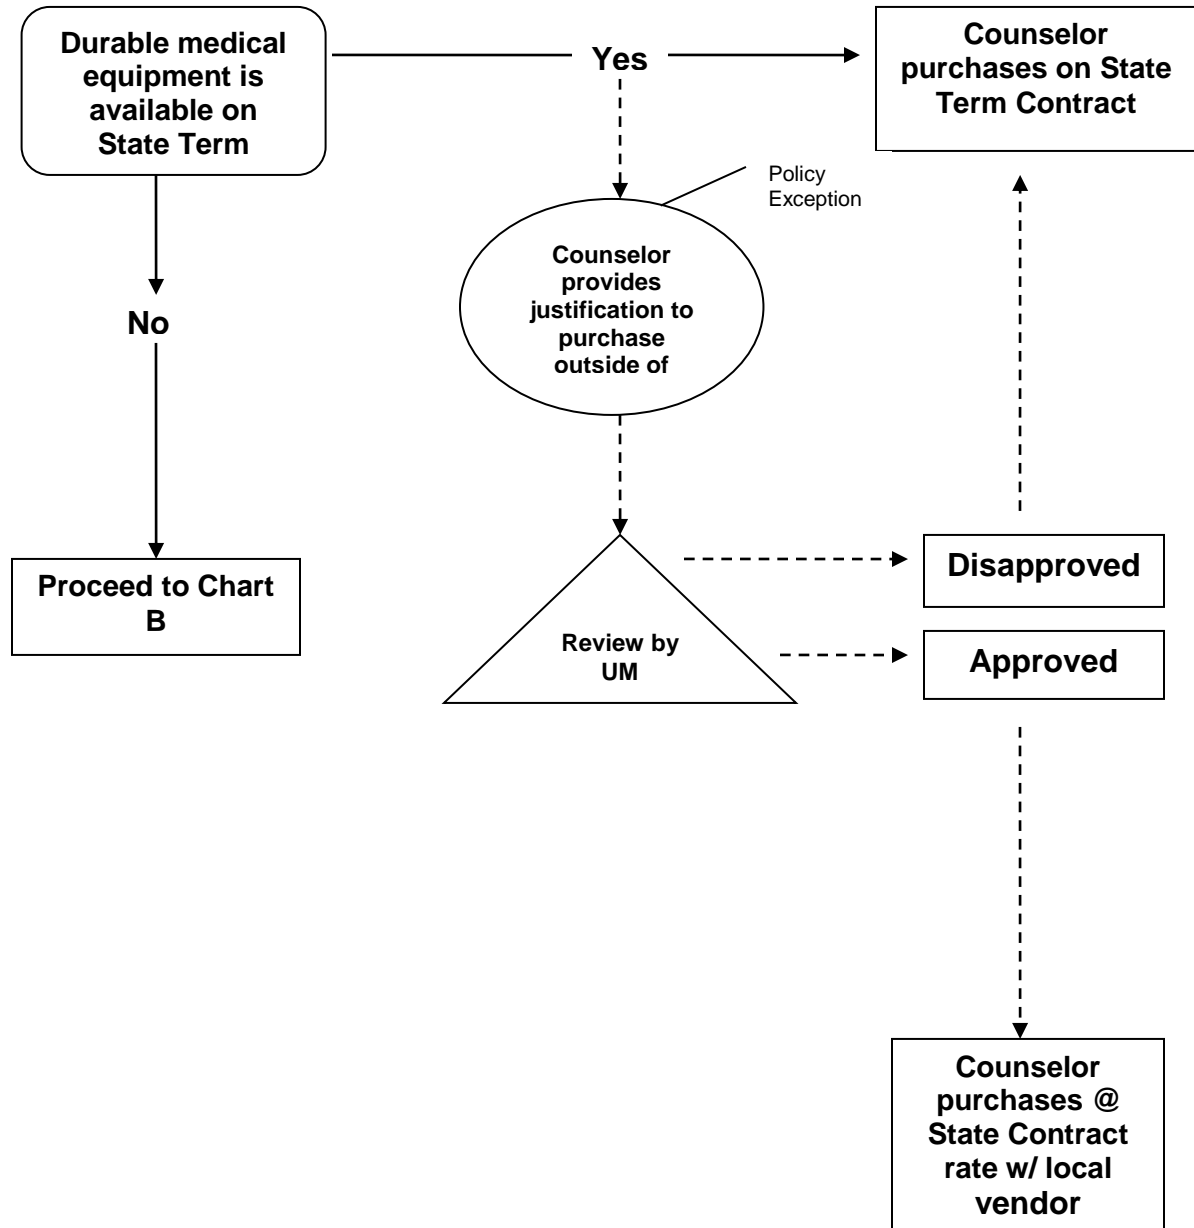 Durable medical
equipment is
available on
State Term
Yes
Counselor
purchases on State
Term Contract
Policy
Exception
Counselor
provides
justification to
purchase
outside of
No
Proceed to Chart
B
Disapproved
Review by
UM
Approved
Counselor
purchases @
State Contract
rate w/ local
vendor